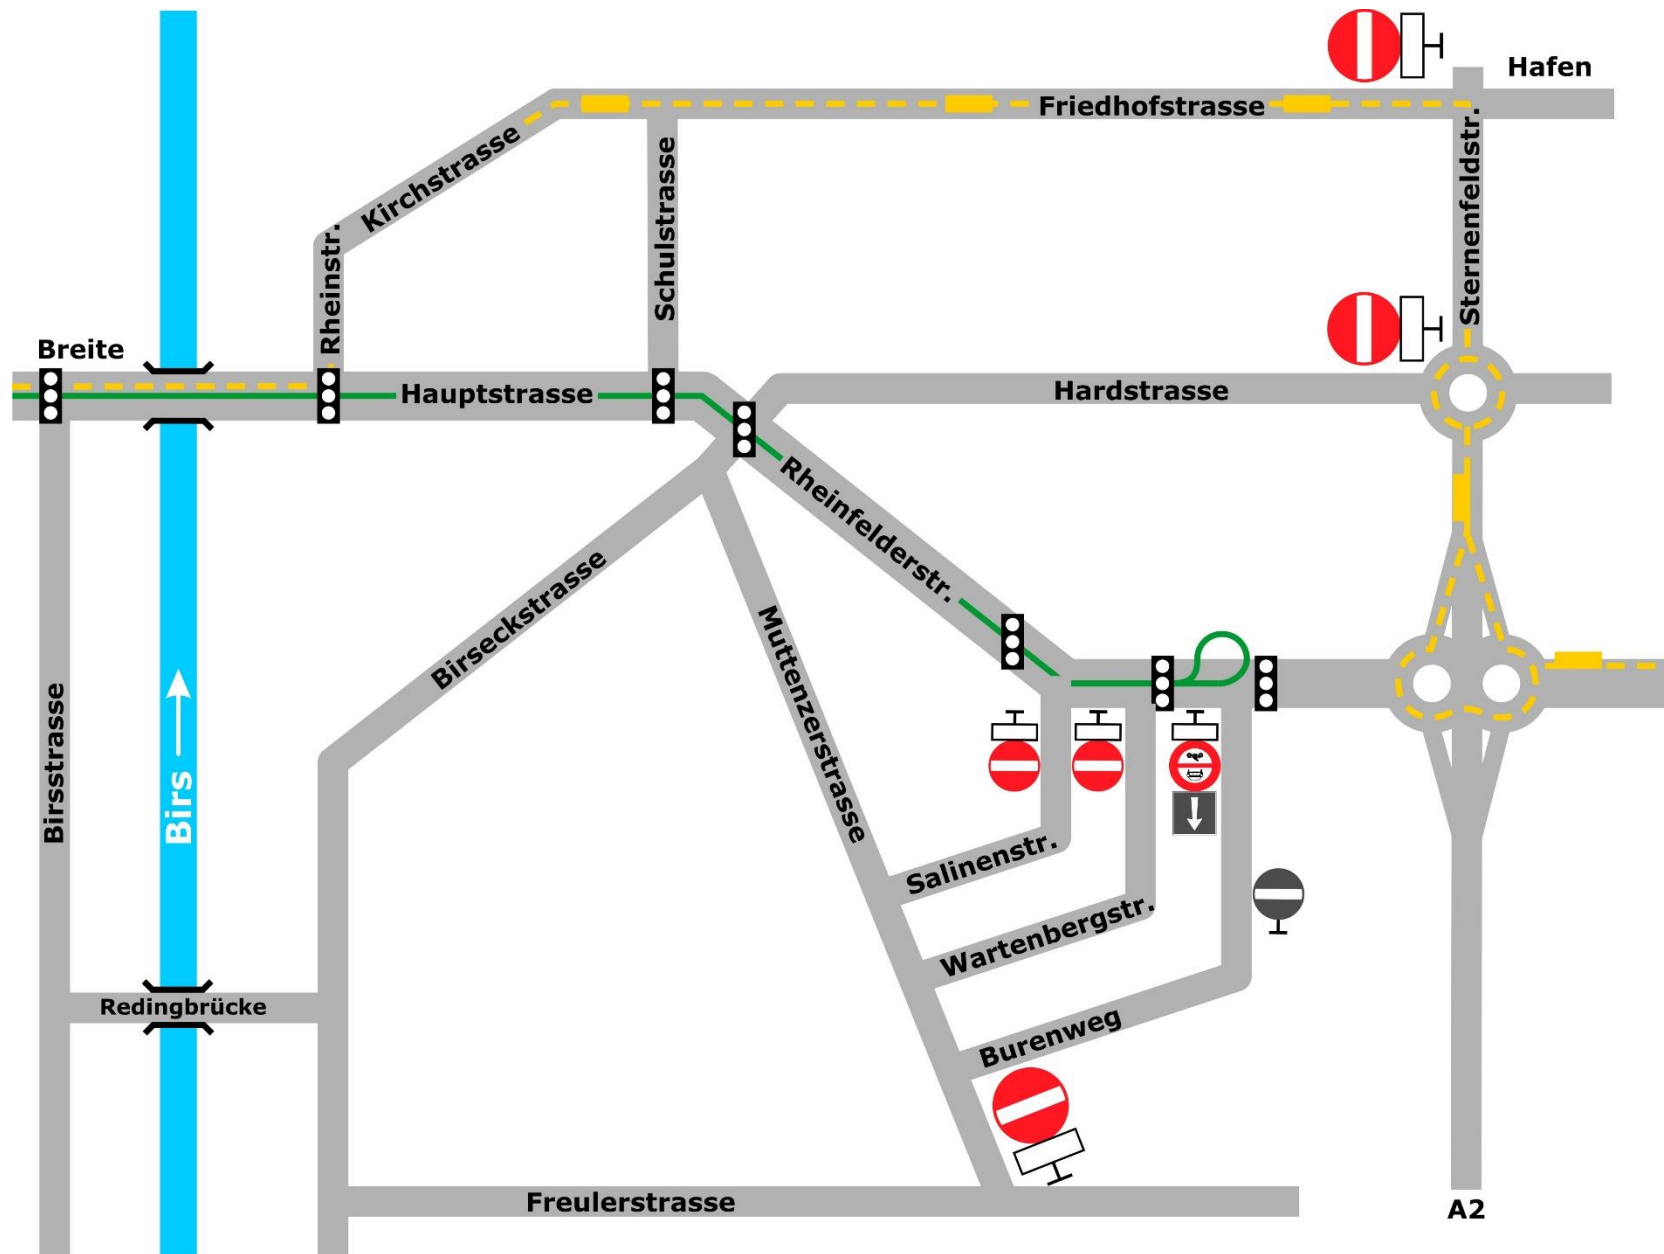 Hafen
Friedhofstrasse
Kirchstrasse
Schulstrasse
Sternenfeldstr.
Rheinstr.
Breite
Hauptstrasse
Hardstrasse
Rheinfelderstr.
Birseckstrasse
Muttenzerstrasse
Birsstrasse
Birs
Salinenstr.
Wartenbergstr.
Redingbrücke
Burenweg
Freulerstrasse
A2